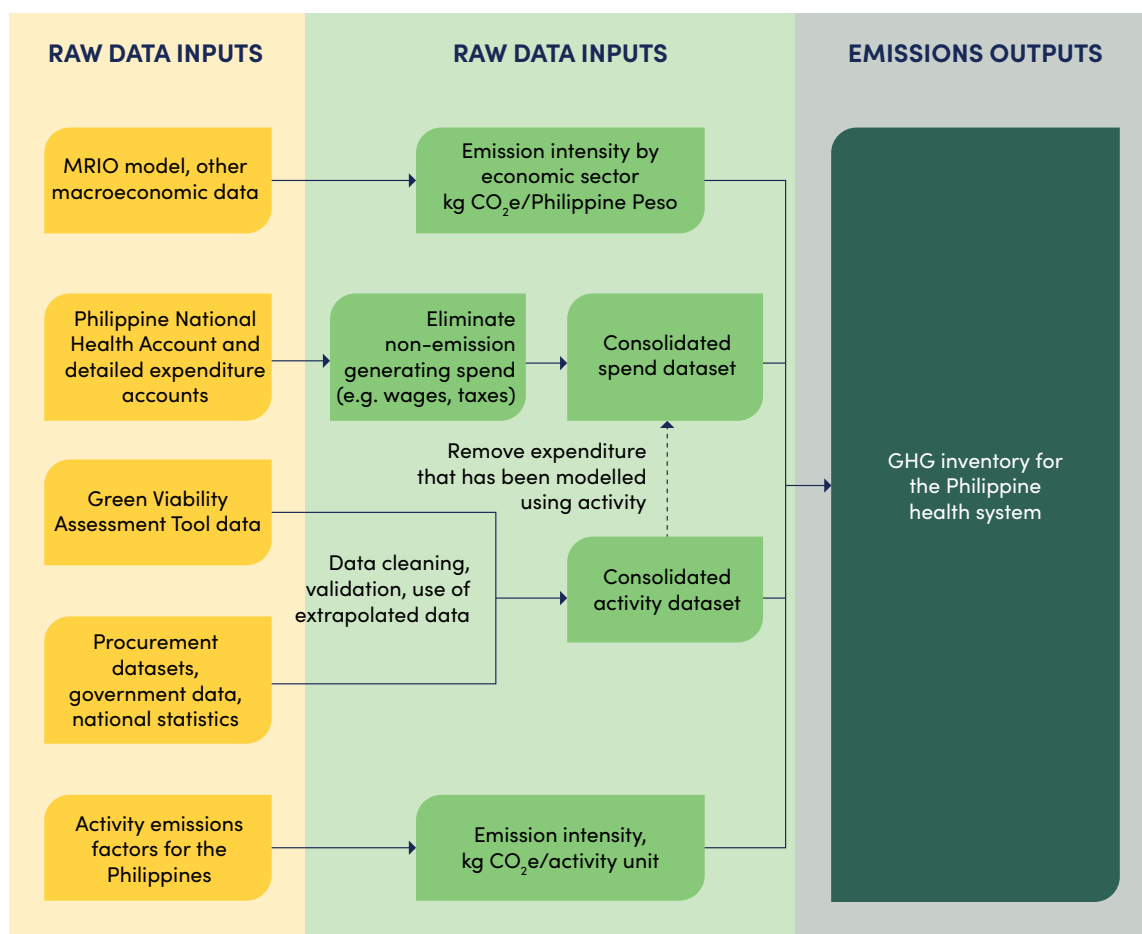 RAW DATA INPUTS
RAW DATA INPUTS
EMISSIONS OUTPUTS
MRIO model, other
macroeconomic data
Emission intensity by
economic sector
kg CO₂e/Philippine Peso
Philippine National
Health Account and
detailed expenditure
accounts
Eliminate
non-emission
generating spend
(e.g. wages, taxes)
Consolidated
spend dataset
Remove expenditure
that has been modelled
using activity
GHG inventory for
the Philippine
health system
Green Viability
Assessment Tool data
Data cleaning,
validation, use of
extrapolated data
Consolidated
activity dataset
Procurement
datasets,
government data,
national statistics
Activity emissions
factors for the
Philippines
Emission intensity,
kg CO₂e/activity unit